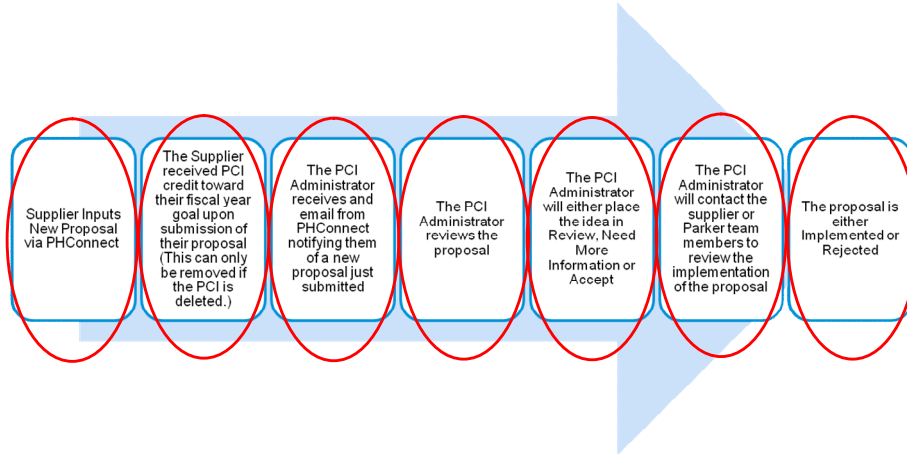 Supplier Inputs
New Proposal
via PHConnect
The Supplier
received PCI
credit toward
their fiscal year
goal upon
submission of
their proposal
(This can only
be removed if
the PCI is
deleted.)
The PCI
Administrator
receives and
email from
PHConnect
notifying them
of a new
proposal just
submitted
The PCI
Administrator
reviews the
proposal
The PCI
Administrator
will either place
the idea in
Review, Need
More
Information or
Accept
The PCI
Administrator
will contact the
supplier or
Parker team
members to
review the
implementation
of the proposal
The proposal is
either
Implemented or
Rejected